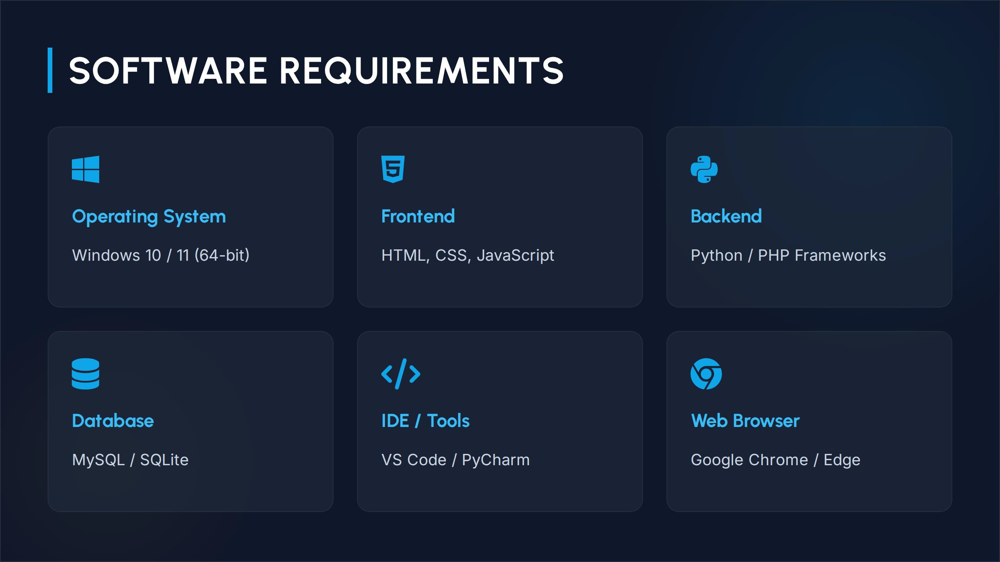 SOFTWARE REQUIREMENTS
Operating System
Windows 10 / 11 (64-bit)
Frontend
HTML, CSS, JavaScript
Backend
Python / PHP Frameworks
Database
MySQL / SQLite
IDE / Tools
VS Code / PyCharm
Web Browser
Google Chrome / Edge